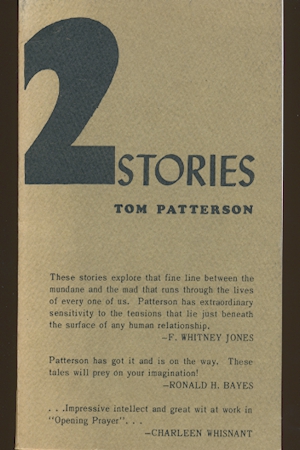 2
STORIES
TOM PATTERSON
These stories explore that fine line between the
mundane and the mad that runs through the lives
of every one of us. Patterson has extraordinary
sensitivity to the tensions that lie just beneath
the surface of any human relationship.
—F. WHITNEY JONES
Patterson has got it and is on the way. These
tales will prey on your imagination!
—RONALD H. BAYES
. . .Impressive intellect and great wit at work in
"Opening Prayer". . .
—CHARLEEN WHISNANT